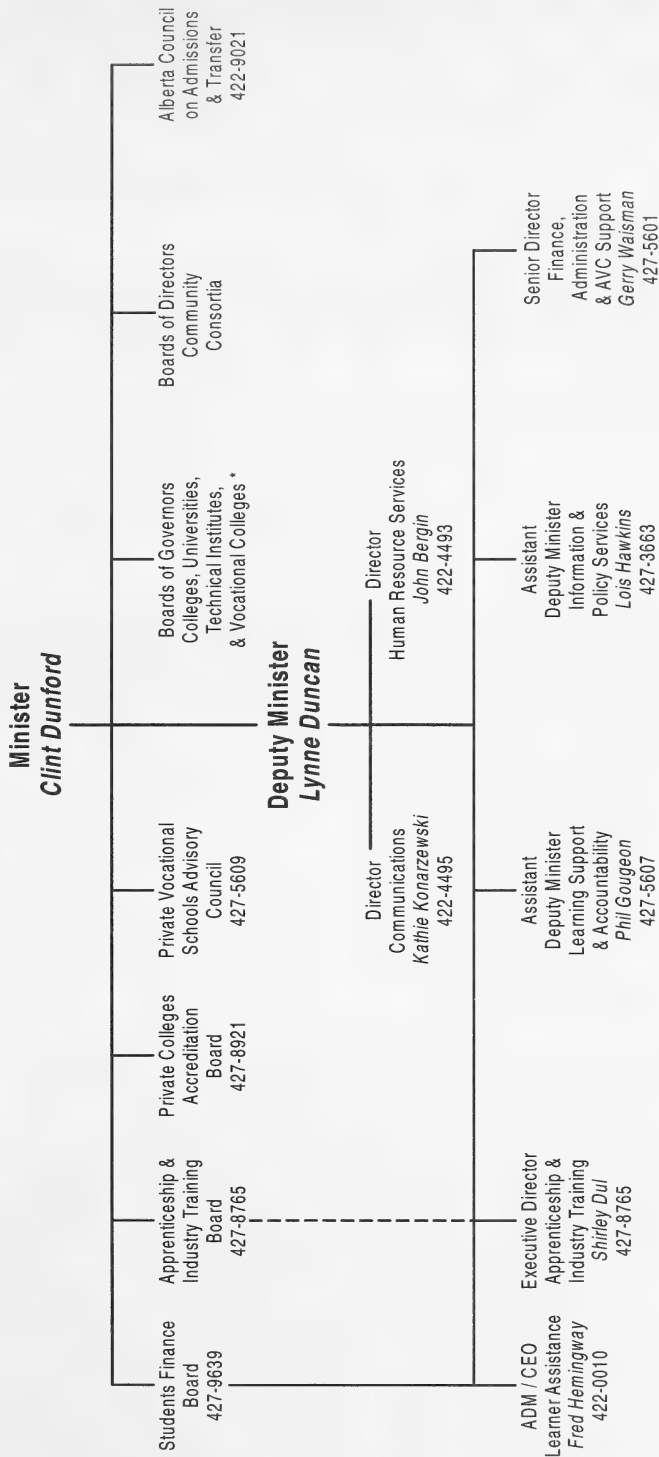 Minister
Clint Dunford
Students Finance
Board
427-9639
Apprenticeship &
Industry Training
Board
427-8765
Private Colleges
Accreditation
Board
427-8921
Private Vocational
Schools Advisory
Council
427-5609
Boards of Governors
Colleges, Universities,
Technical Institutes,
& Vocational Colleges *
Boards of Directors
Community
Consortia
Alberta Council
on Admissions
& Transfer
422-9021
Deputy Minister
Lynne Duncan
Director
Communications
Kathie Konarzewski
422-4495
Director
Human Resource Services
John Bergin
422-4493
ADM / CEO
Learner Assistance
Fred Hemingway
422-0010
Executive Director
Apprenticeship &
Industry Training
Shirley Dul
427-8765
Assistant
Deputy Minister
Learning Support
& Accountability
Phil Gougeon
427-5607
Assistant
Deputy Minister
Information &
Policy Services
Lois Hawkins
427-3663
Senior Director
Finance,
Administration
& AVC Support
Gerry Waisman
427-5601